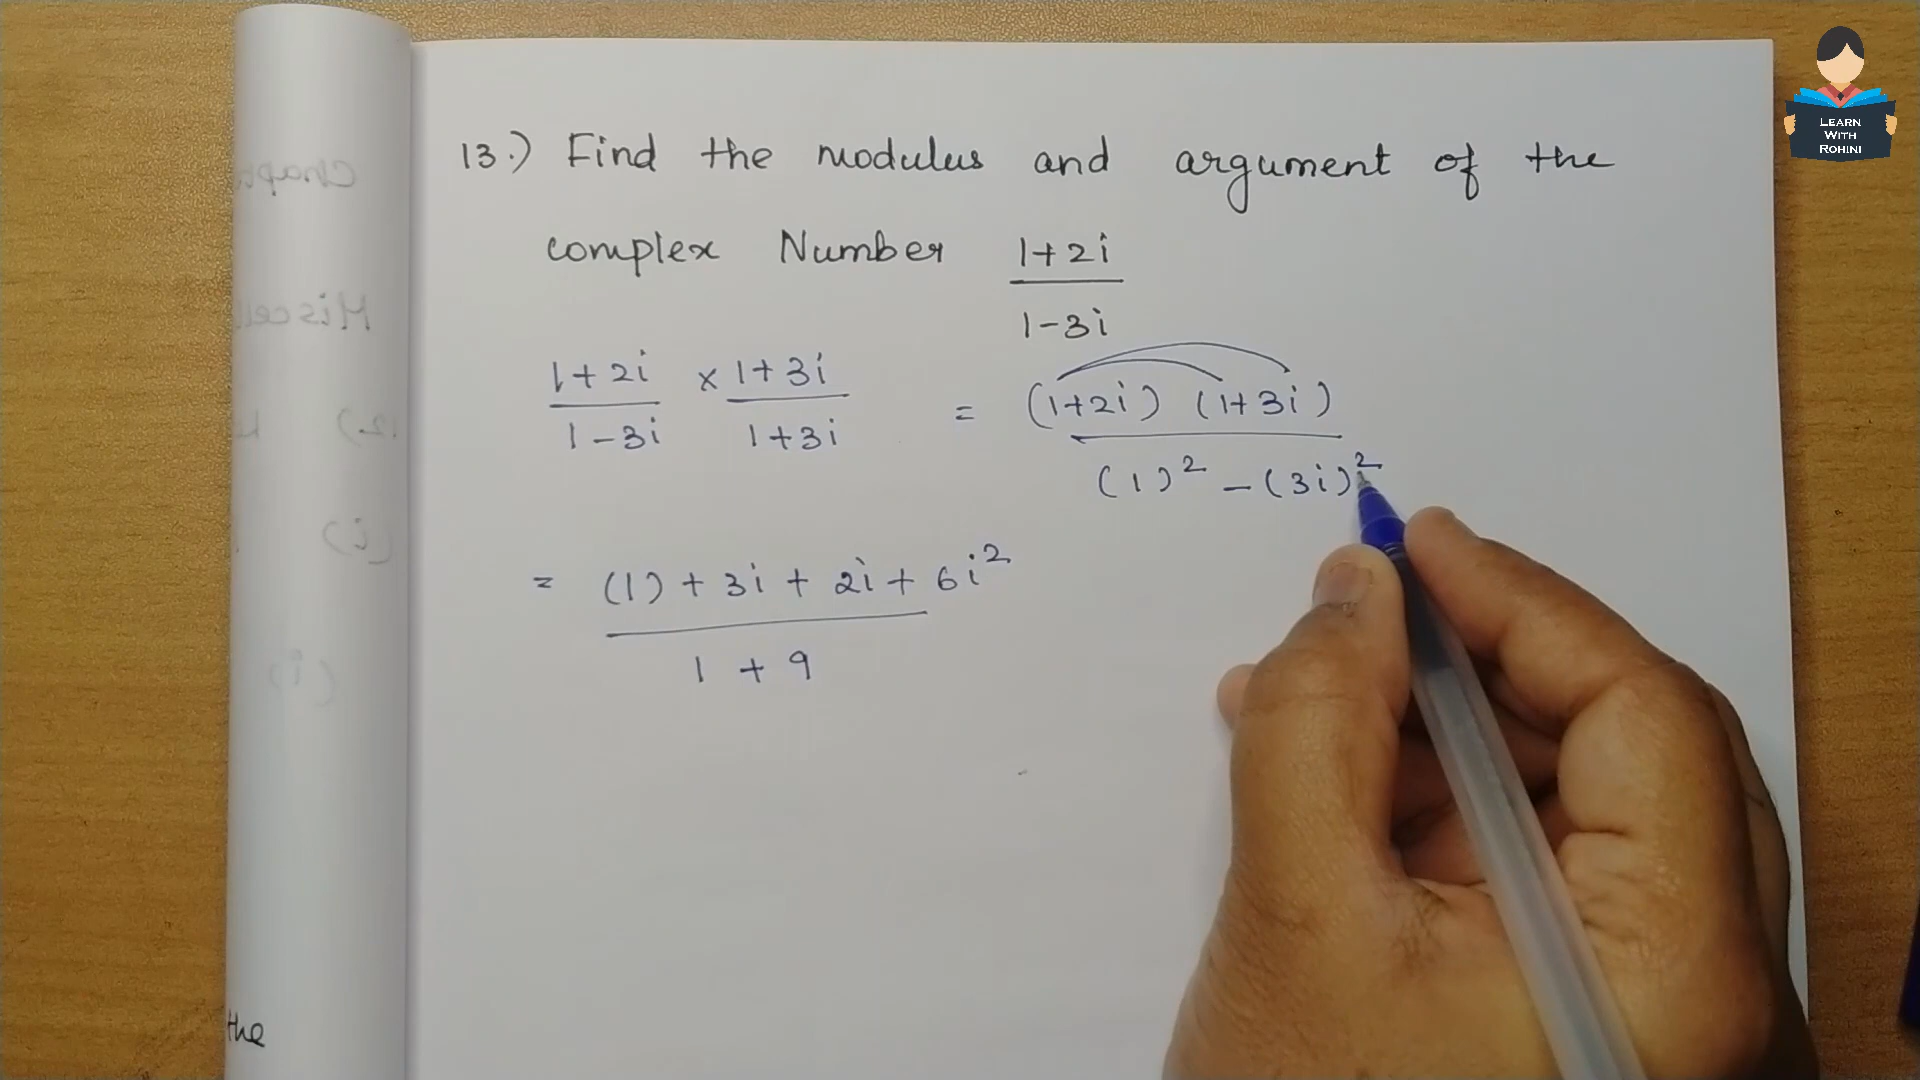 13.) Find the modulus and argument of the
complex Number 1+2i / 1-3i
1+2i / 1-3i × 1+3i / 1+3i = (1+2i) (1+3i) / (1)² - (3i)²
= (1) + 3i + 2i + 6i² / 1 + 9
the
LEARN
WITH
ROHINI